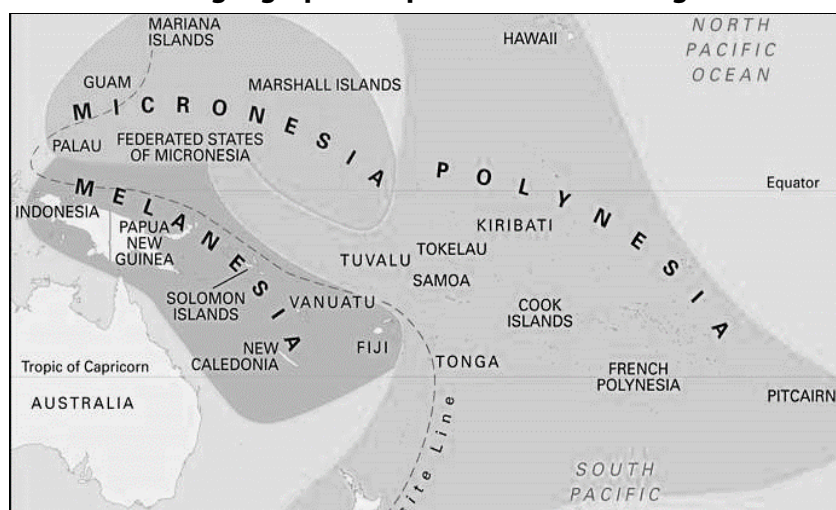 MARIANA
ISLANDS
HAWAII
NORTH
PACIFIC
OCEAN
GUAM
MARSHALL ISLANDS
MICRONESIA
PALAU
FEDERATED STATES
OF MICRONESIA
POLYNESIA
Equator
MELANESIA
INDONESIA
PAPUA
NEW
GUINEA
KIRIBATI
TOKELAU
TUVALU
SAMOA
SOLOMON
ISLANDS
VANUATU
COOK
ISLANDS
NEW
CALEDONIA
FIJI
TONGA
Tropic of Capricorn
FRENCH
POLYNESIA
PITCAIRN
AUSTRALIA
site Line
SOUTH
PACIFIC